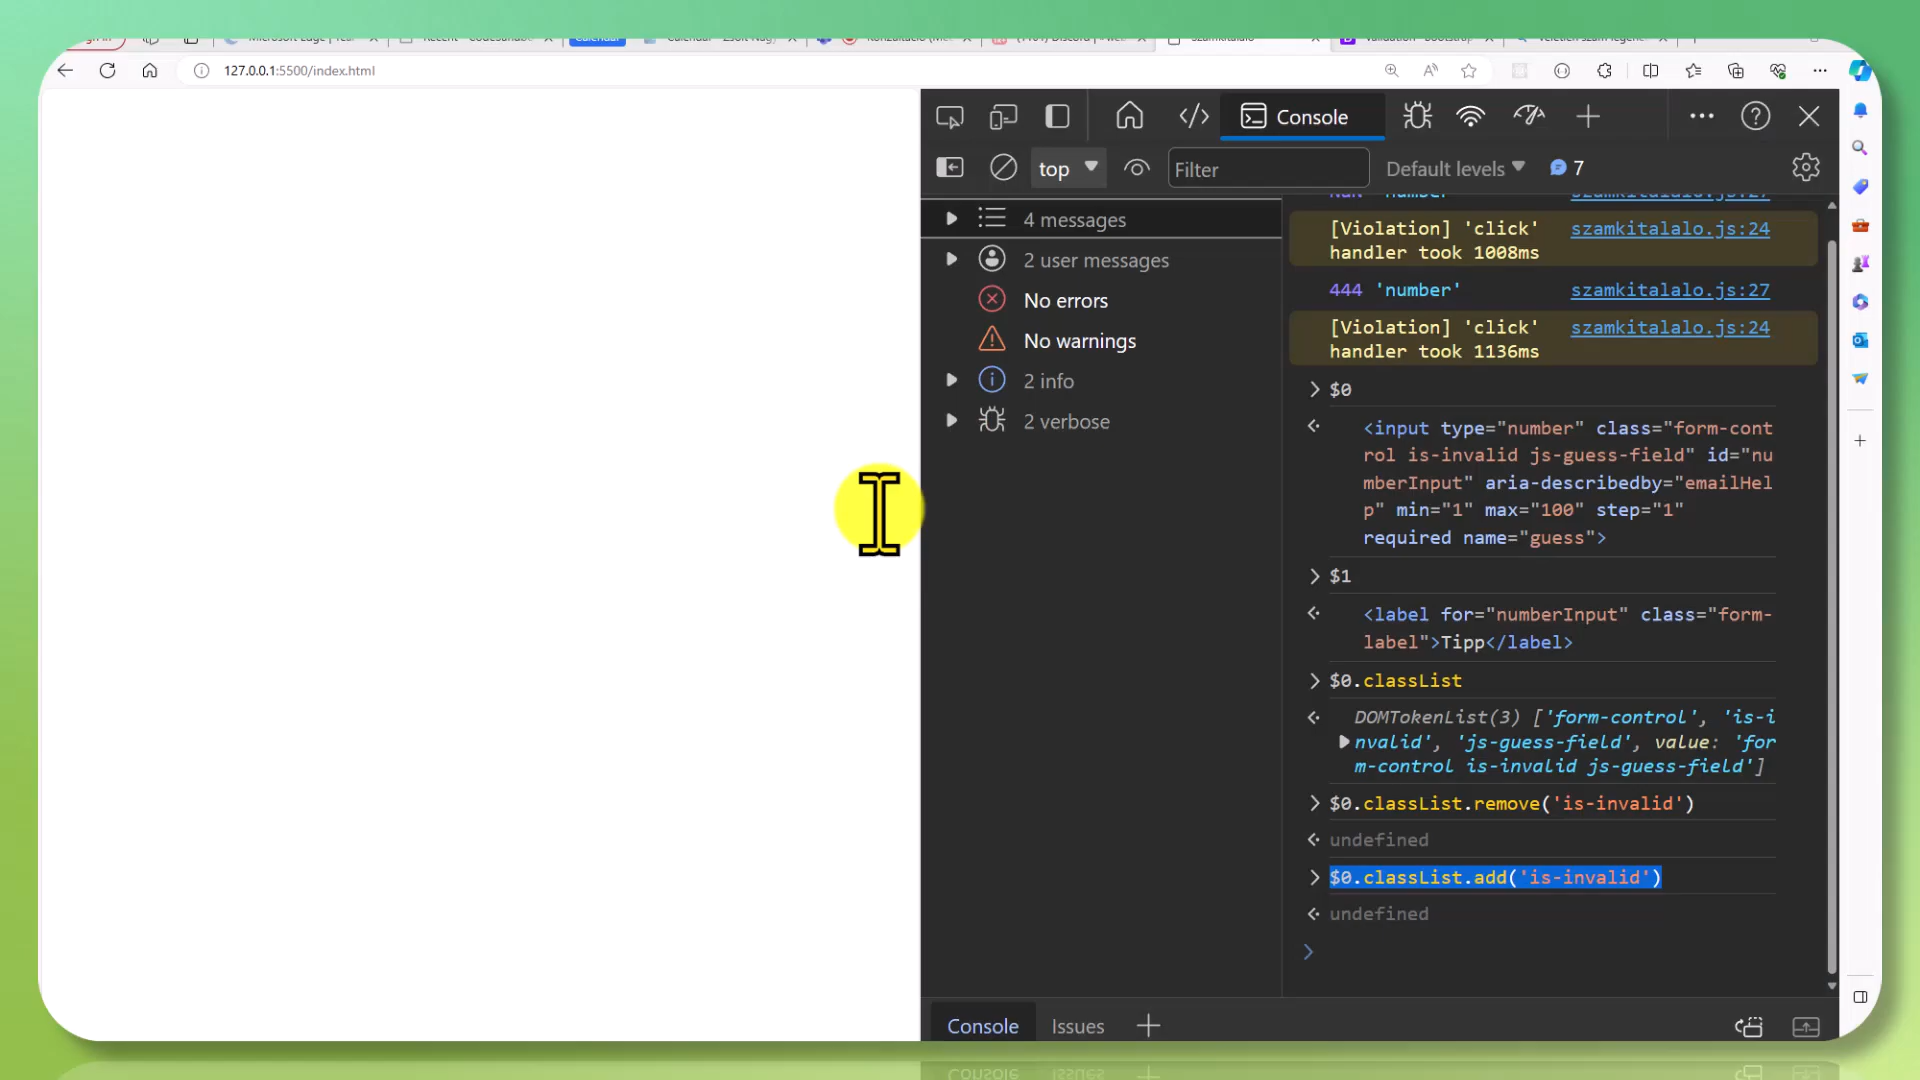 127.0.0.1:5500/index.html
Console
top
Filter
Default levels
7
4 messages
2 user messages
No errors
No warnings
2 info
2 verbose
[Violation] 'click' szamkitalalo.js:24
handler took 1008ms
444 'number' szamkitalalo.js:27
[Violation] 'click' szamkitalalo.js:24
handler took 1136ms
> $0
<input type="number" class="form-cont
rol is-invalid js-guess-field" id="nu
mberInput" aria-describedby="emailHel
p" min="1" max="100" step="1"
required name="guess">
> $1
<label for="numberInput" class="form-
label">Tipp</label>
> $0.classList
DOMTokenList(3) ['form-control', 'is-i
nvalid', 'js-guess-field', value: 'for
m-control is-invalid js-guess-field']
> $0.classList.remove('is-invalid')
undefined
> $0.classList.add('is-invalid')
undefined
>
Console Issues